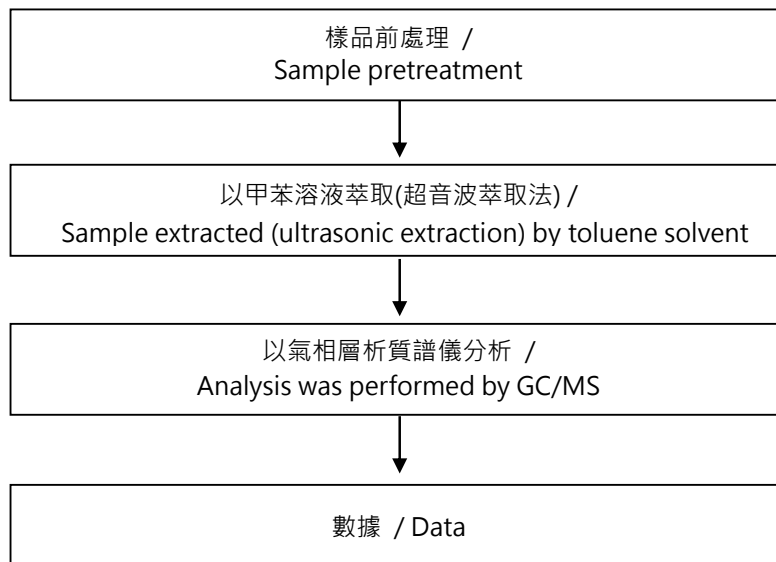 樣品前處理 /
Sample pretreatment
以甲苯溶液萃取(超音波萃取法) /
Sample extracted (ultrasonic extraction) by toluene solvent
以氣相層析質譜儀分析 /
Analysis was performed by GC/MS
數據 / Data